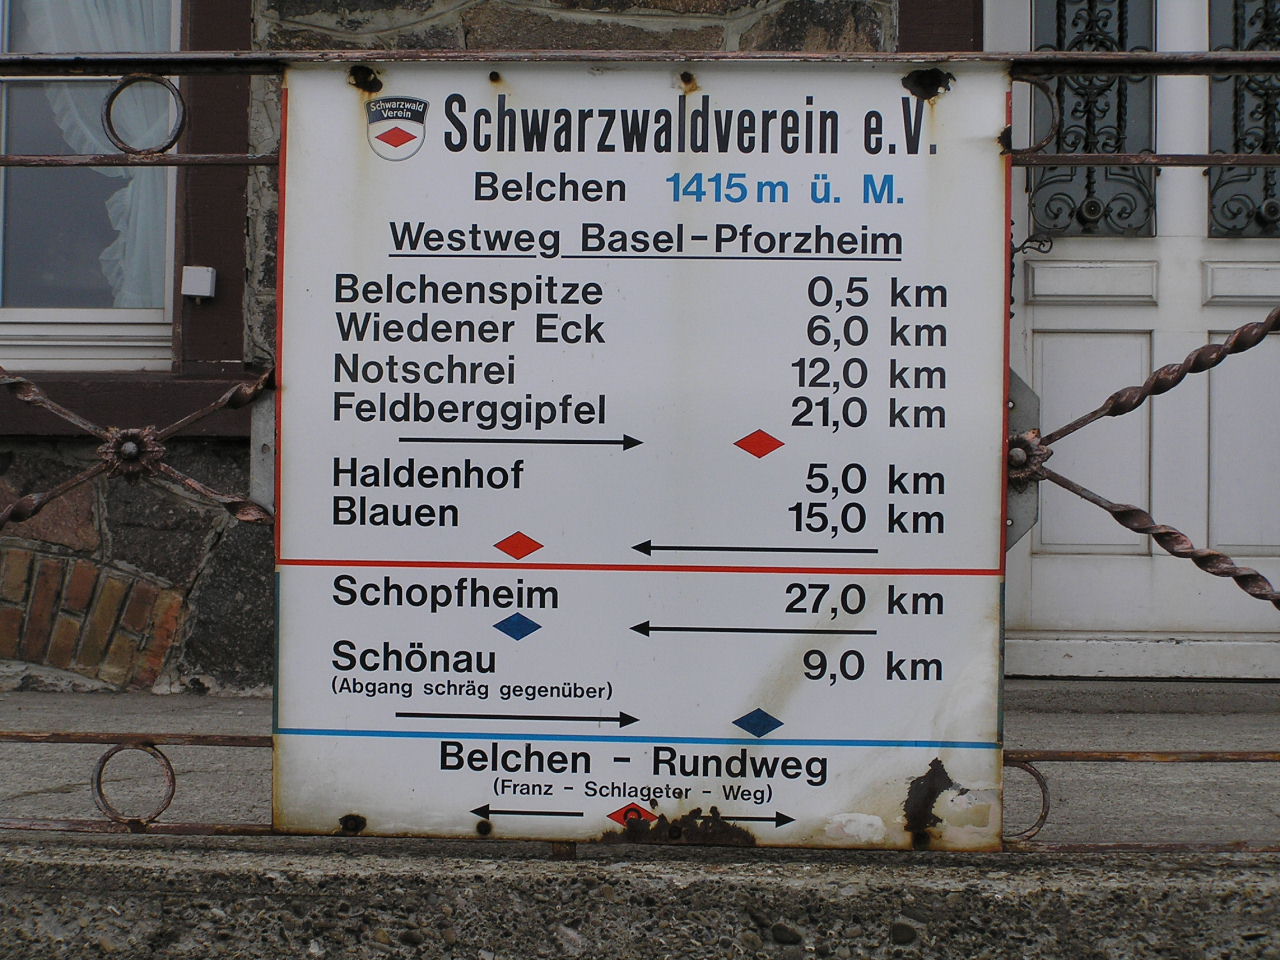 Schwarzwald
Verein
Schwarzwaldverein e.V.
Belchen 1415 m ü. M.
Westweg Basel-Pforzheim
Belchenspitze 0,5 km
Wiedener Eck 6,0 km
Notschrei 12,0 km
Feldberggipfel 21,0 km
Haldenhof 5,0 km
Blauen 15,0 km
Schopfheim 27,0 km
Schönau 9,0 km
(Abgang schräg gegenüber)
Belchen - Rundweg
(Franz - Schlageter - Weg)